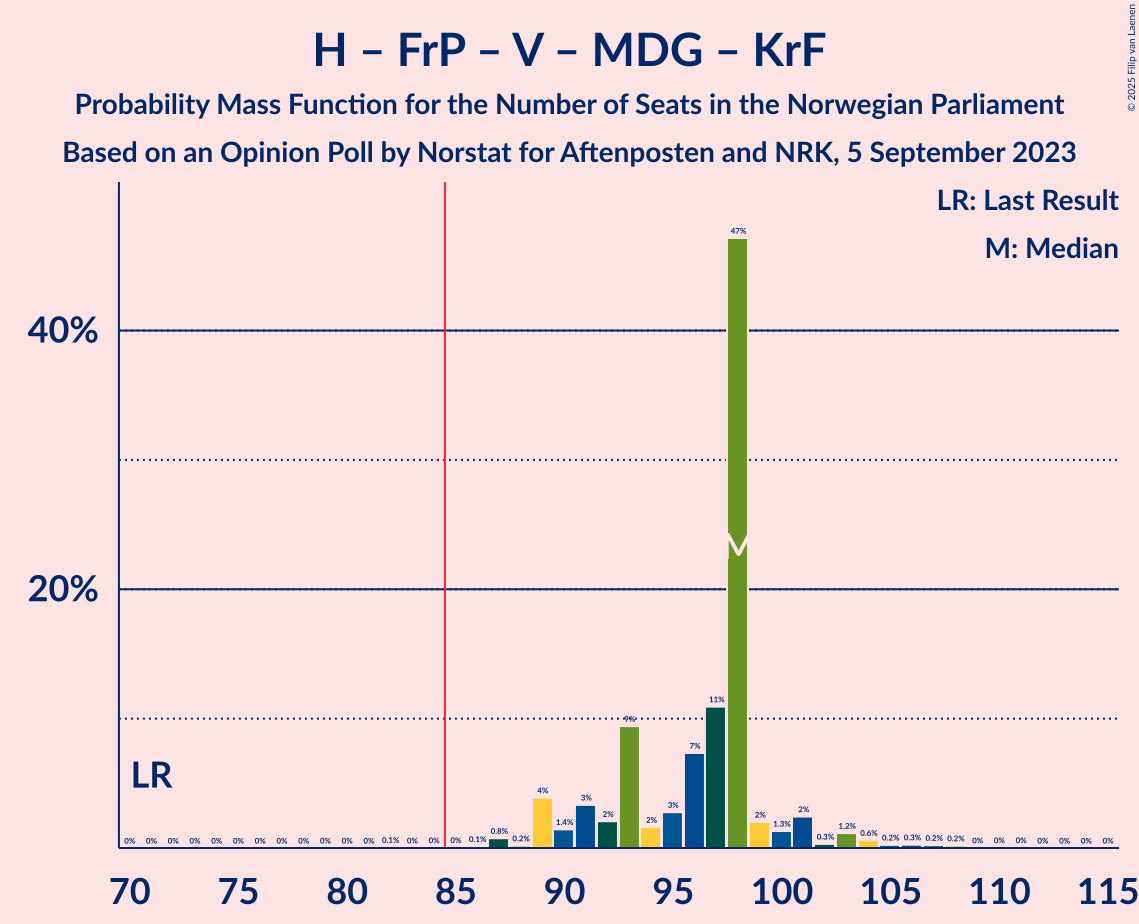 H – FrP – V – MDG – KrF
Probability Mass Function for the Number of Seats in the Norwegian Parliament
Based on an Opinion Poll by Norstat for Aftenposten and NRK, 5 September 2023
© 2025 Filip van Laenen
LR: Last Result
M: Median
40%
20%
LR
M
0% 0% 0% 0% 0% 0% 0% 0% 0% 0% 0% 0% 0.1% 0% 0% 0% 0.1% 0.8% 0.2% 4% 1.4% 3% 2% 9% 2% 3% 7% 11% 47% 2% 1.3% 2% 0.3% 1.2% 0.6% 0.2% 0.3% 0.2% 0.2% 0% 0% 0% 0% 0% 0% 0%
70 75 80 85 90 95 100 105 110 115